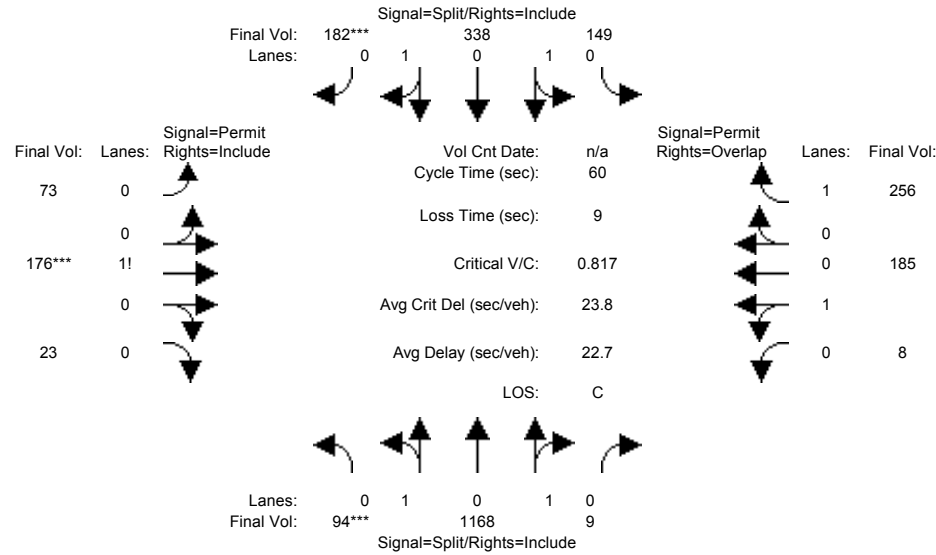 Signal=Split/Rights=Include
Final Vol: 182*** 338 149
Lanes: 0 1 0 1 0
Signal=Permit Signal=Permit
Final Vol: Lanes: Rights=Include Vol Cnt Date: n/a Rights=Overlap Lanes: Final Vol:
Cycle Time (sec): 60
73 0 1 256
Loss Time (sec): 9
0 0
176*** 1! Critical V/C: 0.817 0 185
0 Avg Crit Del (sec/veh): 23.8 1
23 0 Avg Delay (sec/veh): 22.7 0 8
LOS: C
Lanes: 0 1 0 1 0
Final Vol: 94*** 1168 9
Signal=Split/Rights=Include